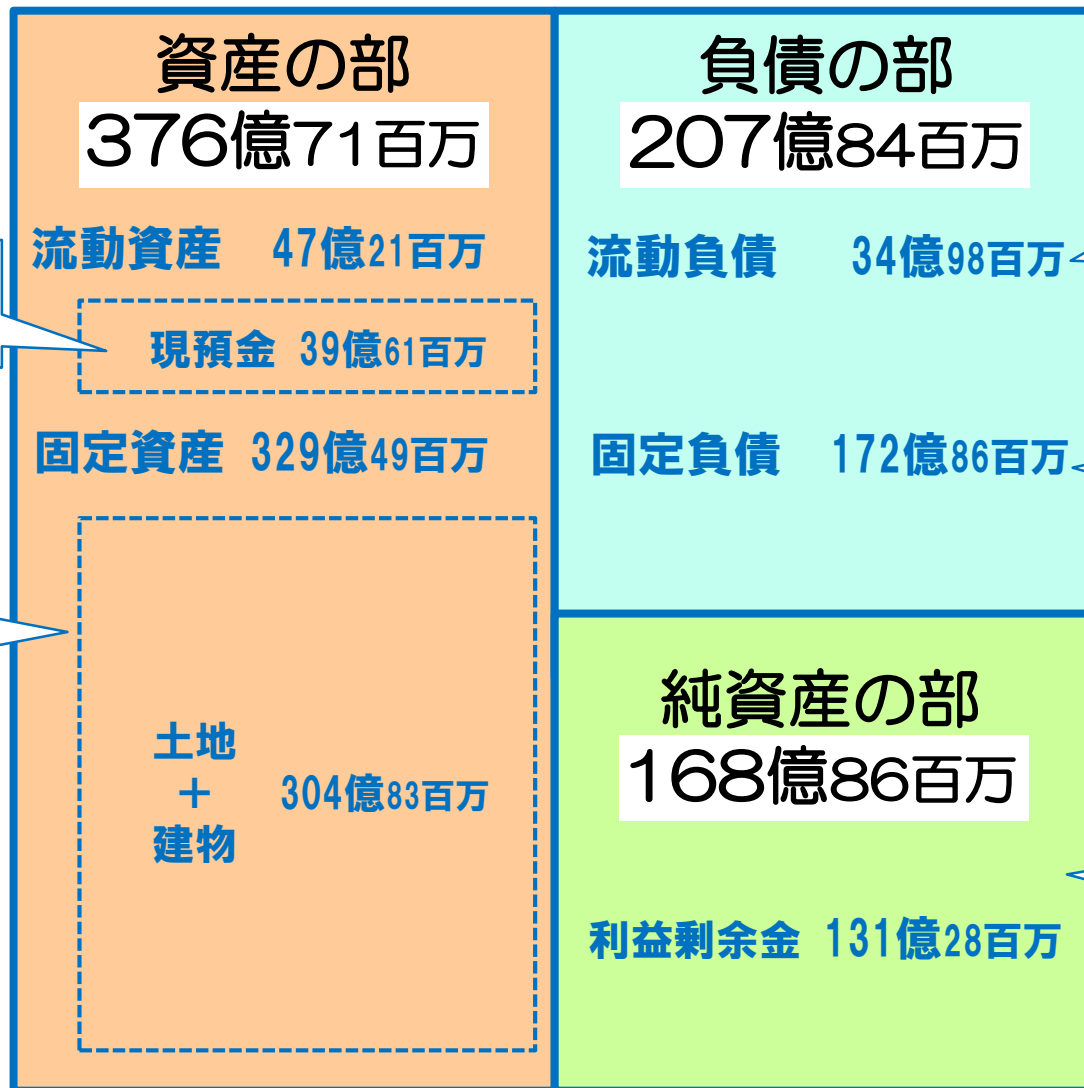 資産の部
376億71百万
流動資産 47億21百万
現預金 39億61百万
固定資産 329億49百万
土地
+
建物
304億83百万
負債の部
207億84百万
流動負債 34億98百万
固定負債 172億86百万
純資産の部
168億86百万
利益剰余金 131億28百万